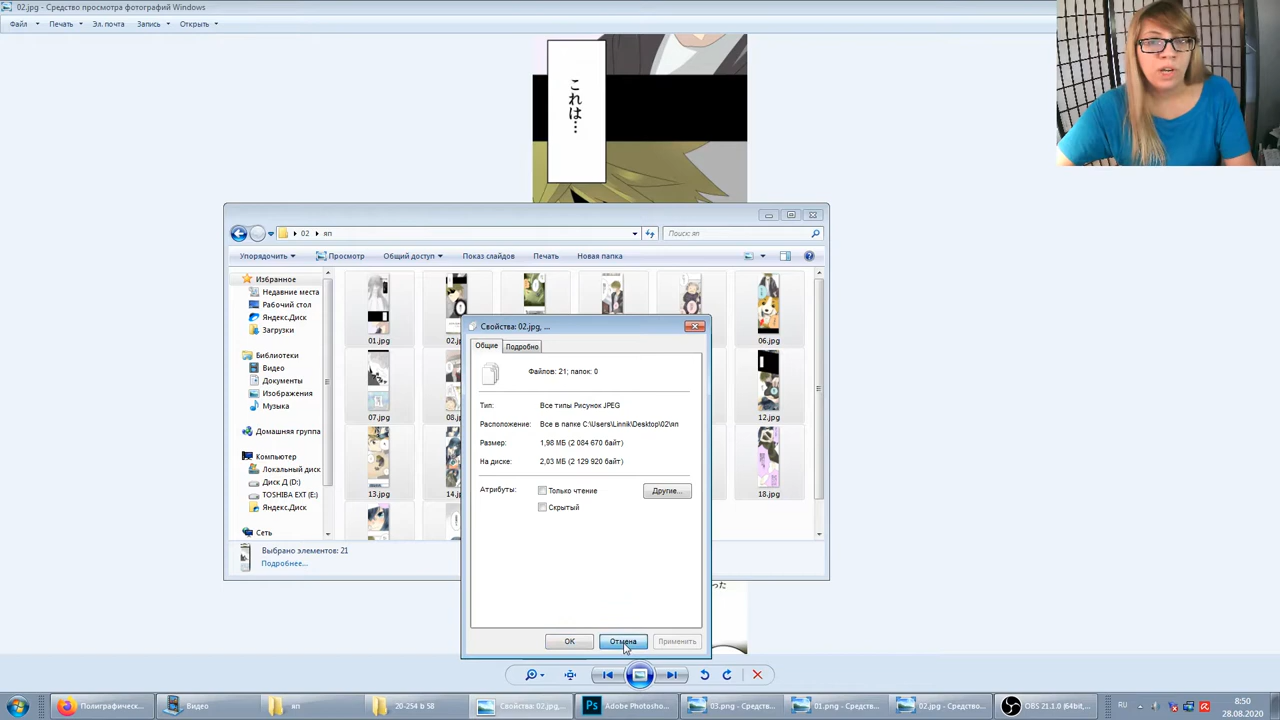 02.jpg - Средство просмотра фотографий Windows
Файл Печать Эл. почта Запись Открыть
これは…
02 яп
Поиск: яп
Упорядочить Просмотр Общий доступ Показ слайдов Печать Новая папка
Избранное
Недавние места
Рабочий стол
Яндекс.Диск
Загрузки
Библиотеки
Видео
Документы
Изображения
Музыка
Домашняя группа
Компьютер
Локальный диск
Диск Д (D:)
TOSHIBA EXT (E:)
Яндекс.Диск
Сеть
01.jpg 06.jpg
07.jpg 12.jpg
13.jpg 18.jpg
Свойства: 02.jpg, ...
Общие Подробно
Файлов: 21; папок: 0
Тип: Все типы Рисунок JPEG
Расположение: Все в папке C:\Users\Linnik\Desktop\02\яп
Размер: 1,98 МБ (2 084 670 байт)
На диске: 2,03 МБ (2 129 920 байт)
Атрибуты: Только чтение Другие...
Скрытый
OK Отмена Применить
Выбрано элементов: 21
Подробнее...
った
Полиграфическ... Видео яп 20-254 b 58 Свойства: 02.jpg,... Adobe Photosho... 03.png - Средств... 01.png - Средств... 02.jpg - Средств... OBS 21.1.0 (64bit,...
RU
8:50
28.08.2020